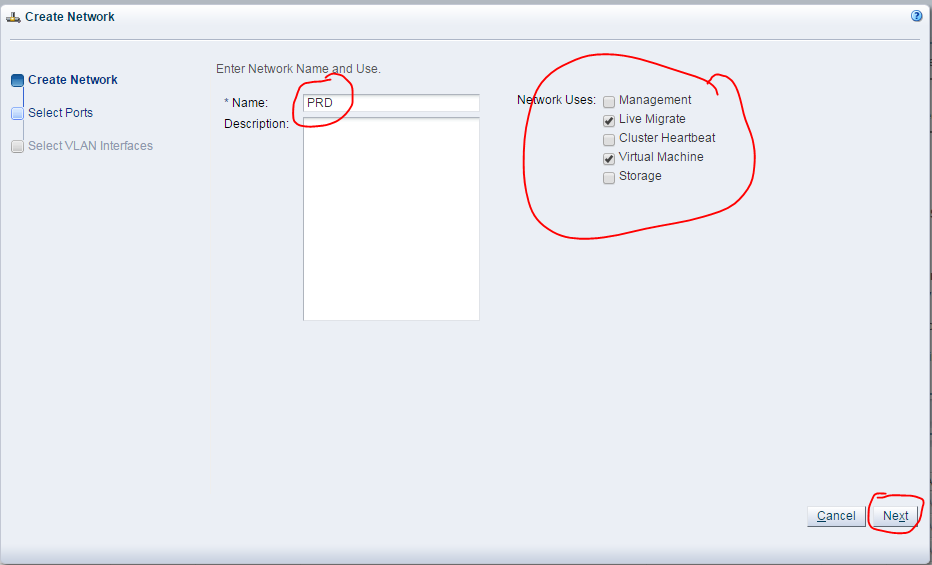 Create Network
Create Network
Select Ports
Select VLAN Interfaces
Enter Network Name and Use.
* Name: PRD
Description:
Network Uses: Management
Live Migrate
Cluster Heartbeat
Virtual Machine
Storage
Cancel Next